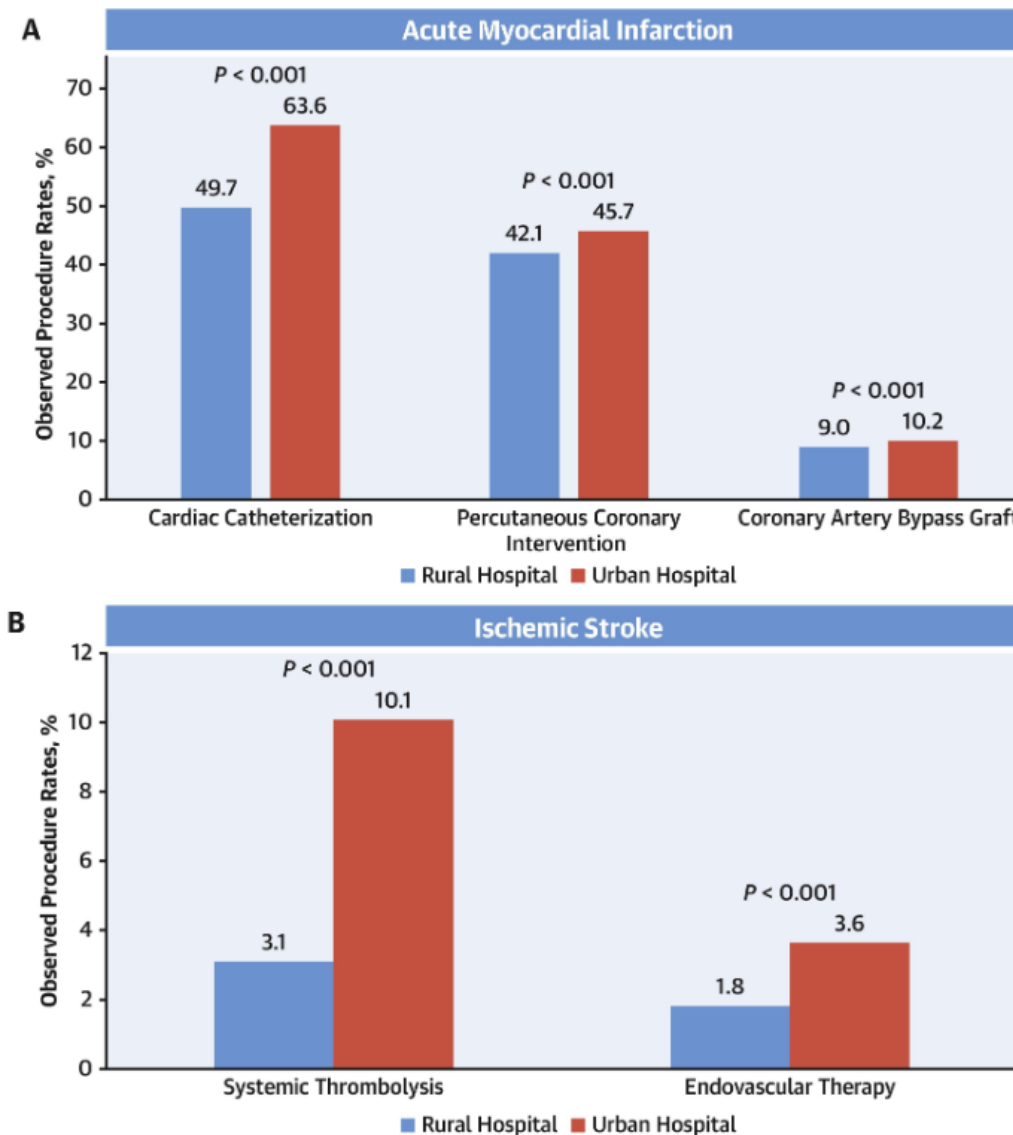 A
Acute Myocardial Infarction
Observed Procedure Rates, %
70
60
50
40
30
20
10
0
P < 0.001
49.7
63.6
P < 0.001
42.1
45.7
P < 0.001
9.0
10.2
Cardiac Catheterization
Percutaneous Coronary
Intervention
Coronary Artery Bypass Graft
Rural Hospital Urban Hospital
B
Ischemic Stroke
Observed Procedure Rates, %
12
10
8
6
4
2
0
P < 0.001
3.1
10.1
P < 0.001
1.8
3.6
Systemic Thrombolysis
Endovascular Therapy
Rural Hospital Urban Hospital